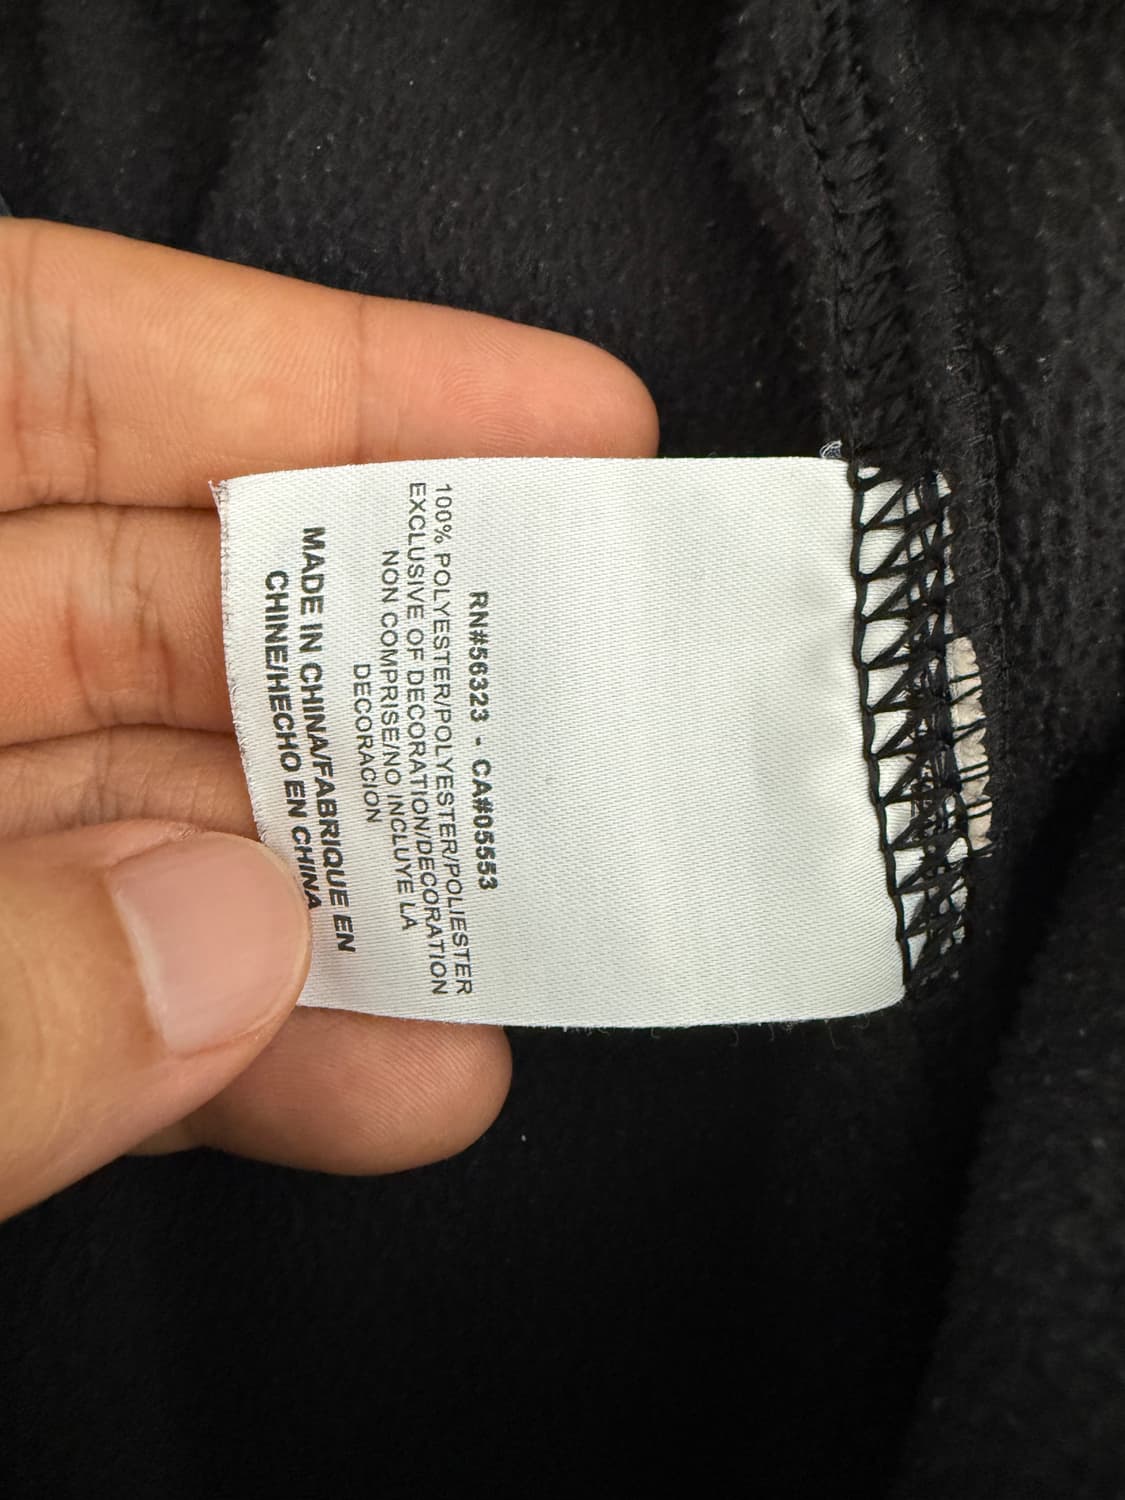 RN#56323 - CA#05553
100% POLYESTER/POLYESTER/POLIESTER
EXCLUSIVE OF DECORATION/DECORATION
NON COMPRISE/NO INCLUYE LA
DECORACION
MADE IN CHINA/FABRIQUE EN
CHINE/HECHO EN CHINA